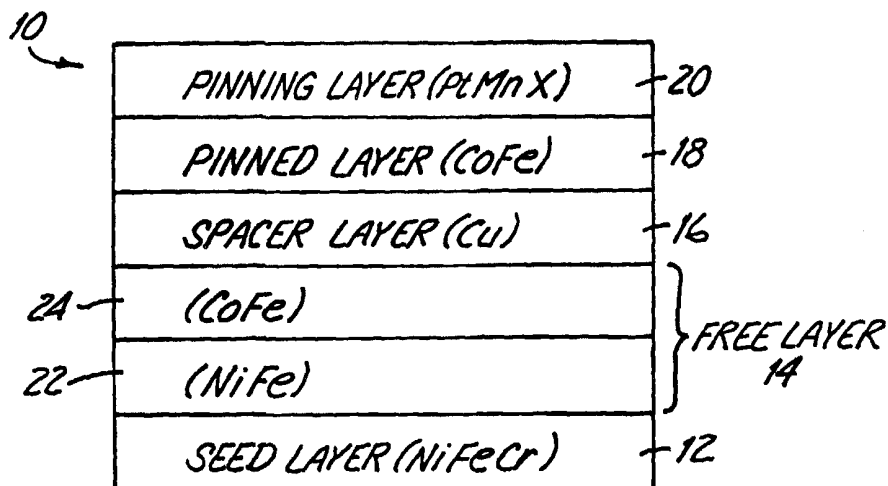 10
PINNING LAYER (PtMnX) 20
PINNED LAYER (CoFe) 18
SPACER LAYER (Cu) 16
24 (CoFe)
FREE LAYER
14
22 (NiFe)
SEED LAYER (NiFeCr) 12